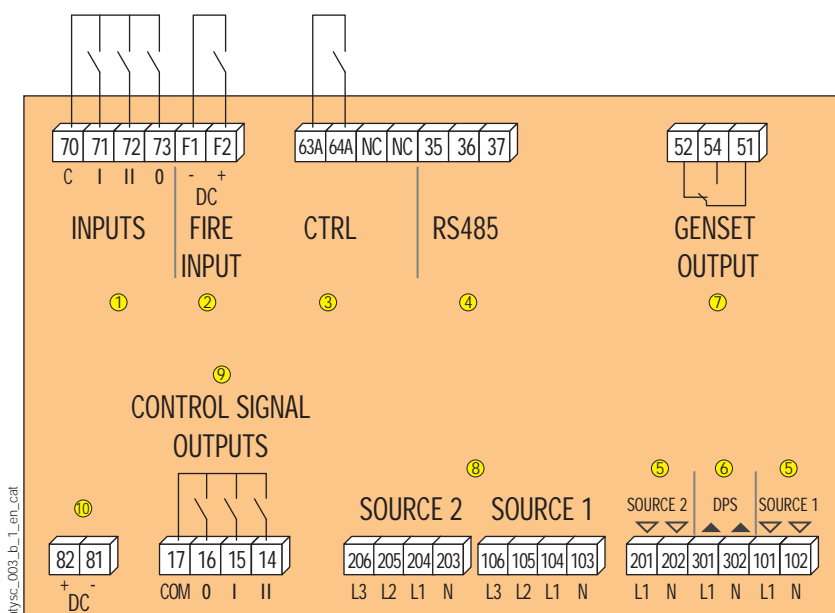 70 71 72 73 F1 F2
C I II 0 - +
DC
INPUTS
FIRE
INPUT
63A 64A NC NC 35 36 37
CTRL
RS485
52 54 51
GENSET
OUTPUT
1 2 3 4 7
9
CONTROL SIGNAL
OUTPUTS
10
82 81
+ -
DC
17 16 15 14
COM 0 I II
8
SOURCE 2 SOURCE 1
206 205 204 203 106 105 104 103
L3 L2 L1 N L3 L2 L1 N
5 6 5
SOURCE 2 DPS SOURCE 1
201 202 301 302 101 102
L1 N L1 N L1 N
ntysc_003_b_1_en_cat